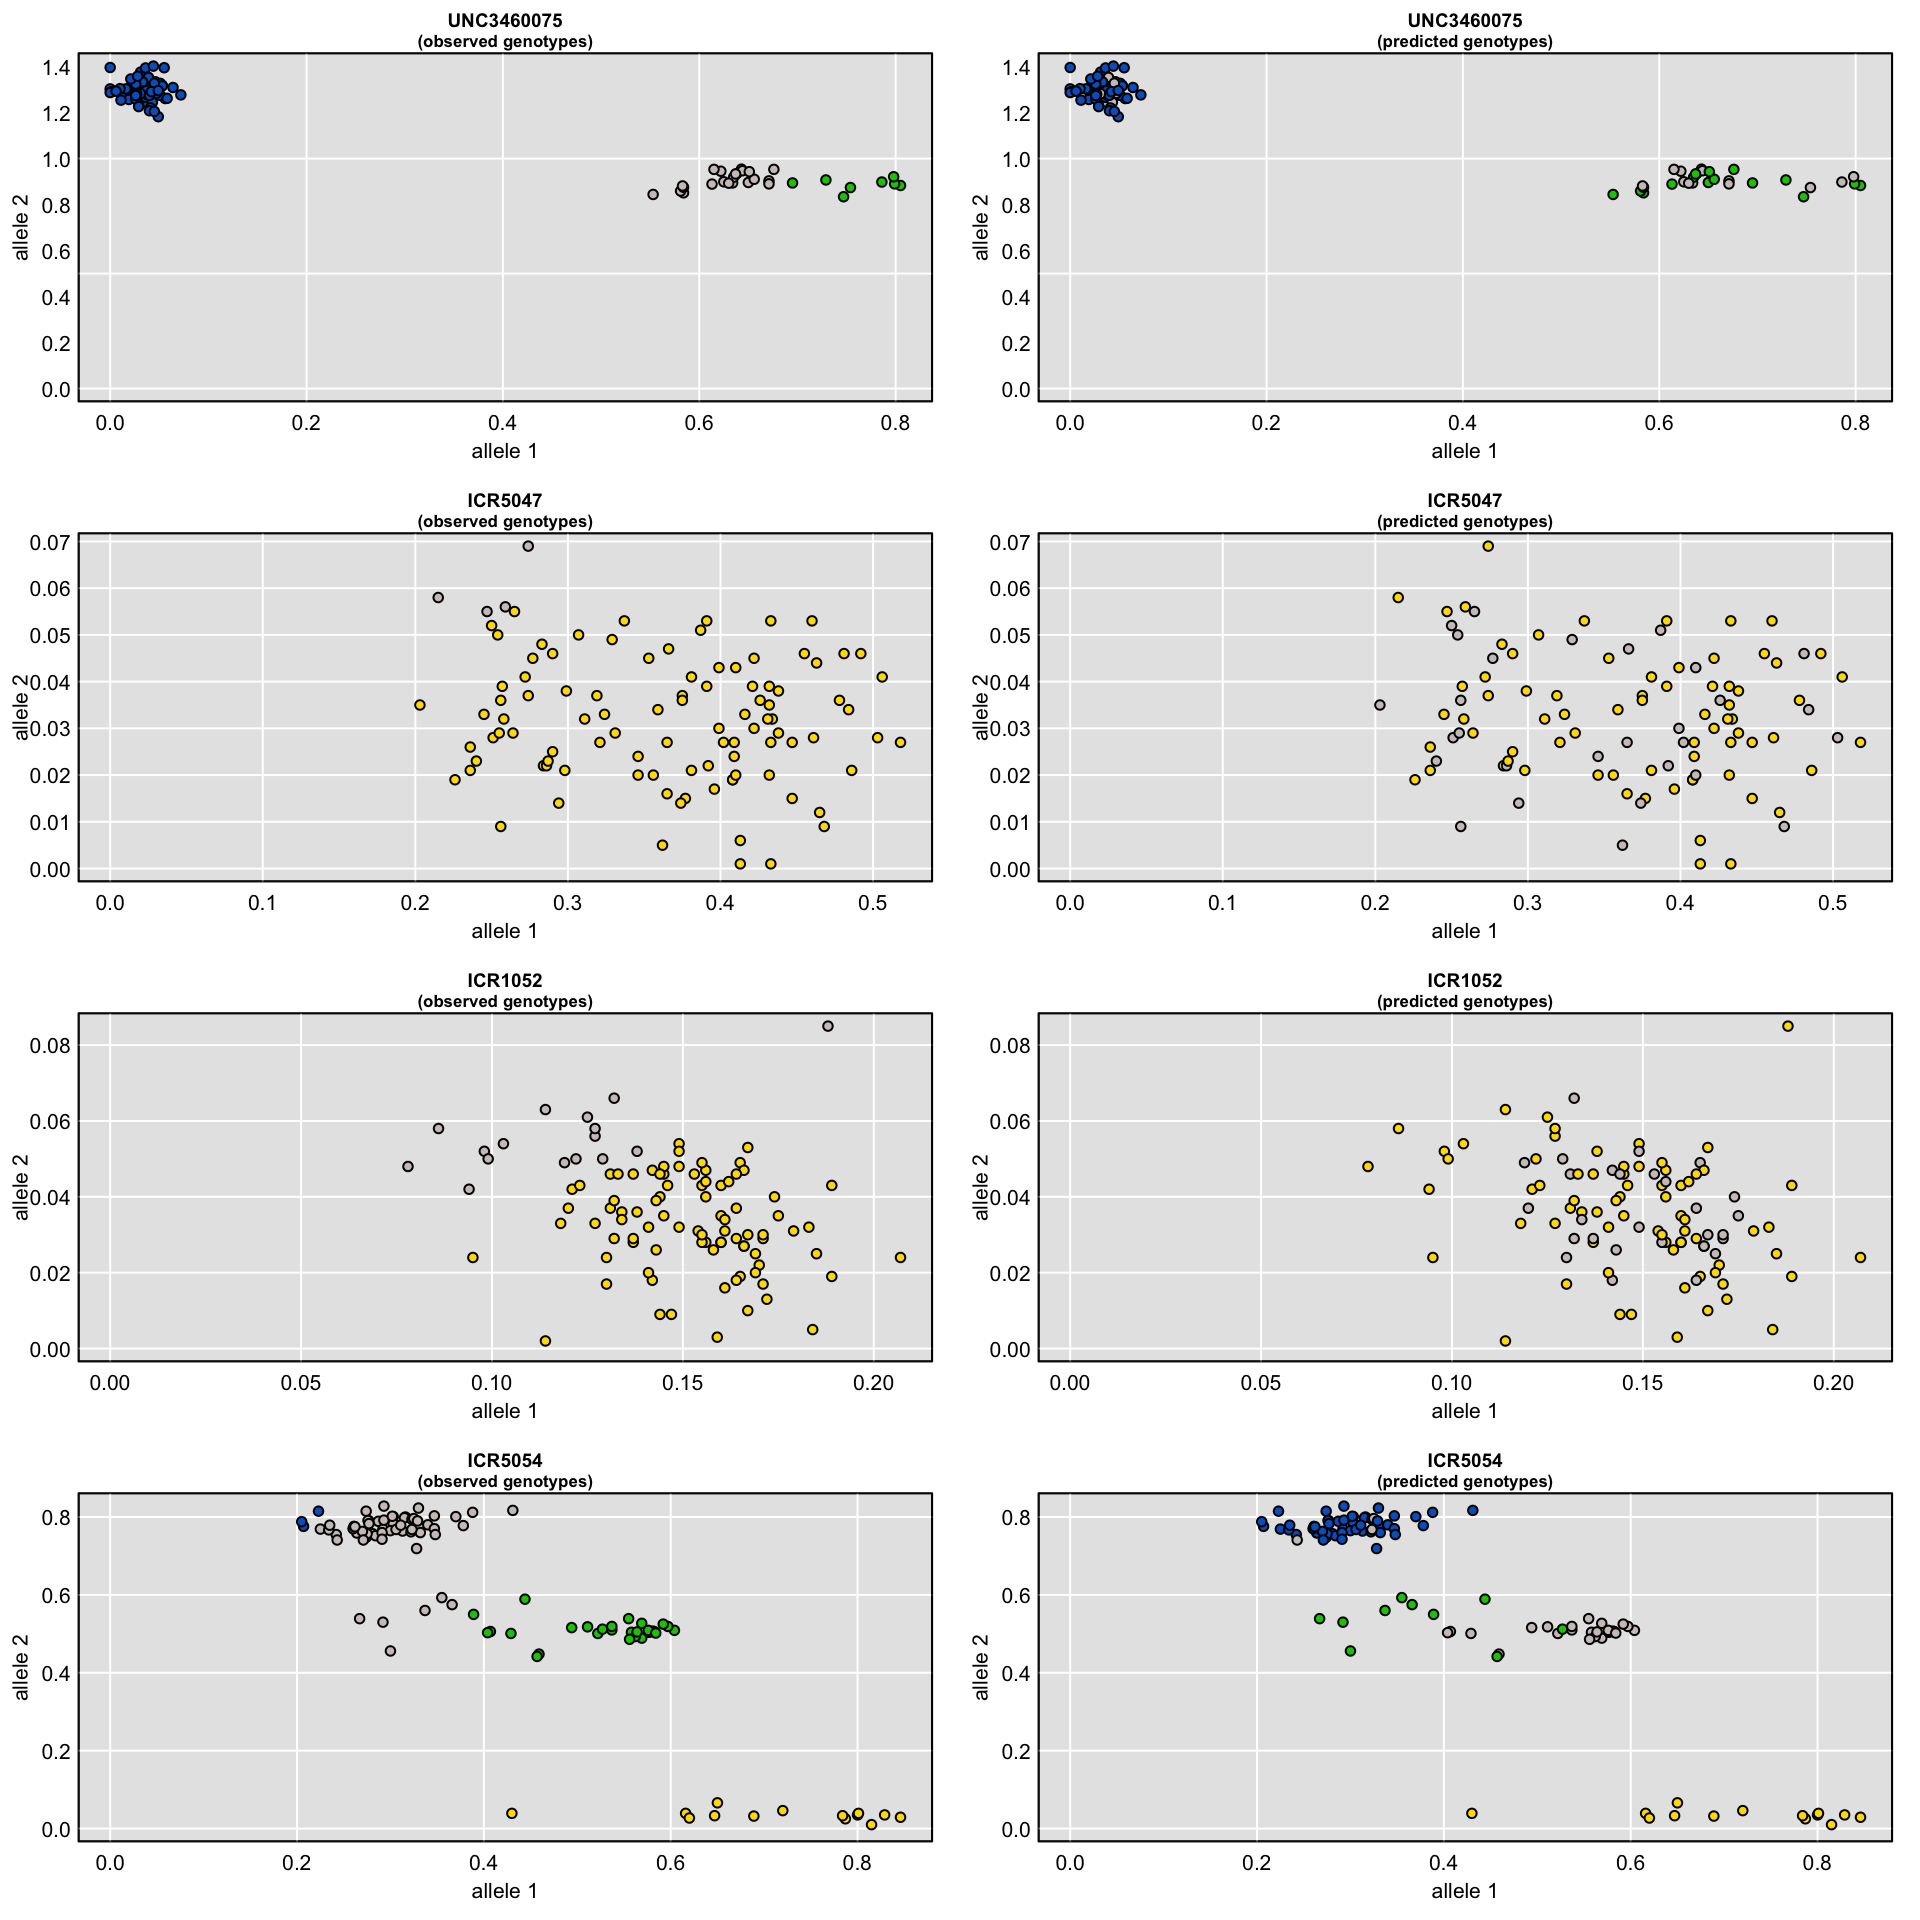 UNC3460075
(observed genotypes)
1.4
1.2
1.0
0.8
0.6
0.4
0.2
0.0
allele 2
0.0 0.2 0.4 0.6 0.8
allele 1
UNC3460075
(predicted genotypes)
1.4
1.2
1.0
0.8
0.6
0.4
0.2
0.0
allele 2
0.0 0.2 0.4 0.6 0.8
allele 1
ICR5047
(observed genotypes)
0.07
0.06
0.05
0.04
0.03
0.02
0.01
0.00
allele 2
0.0 0.1 0.2 0.3 0.4 0.5
allele 1
ICR5047
(predicted genotypes)
0.07
0.06
0.05
0.04
0.03
0.02
0.01
0.00
allele 2
0.0 0.1 0.2 0.3 0.4 0.5
allele 1
ICR1052
(observed genotypes)
0.08
0.06
0.04
0.02
0.00
allele 2
0.00 0.05 0.10 0.15 0.20
allele 1
ICR1052
(predicted genotypes)
0.08
0.06
0.04
0.02
0.00
allele 2
0.00 0.05 0.10 0.15 0.20
allele 1
ICR5054
(observed genotypes)
0.8
0.6
0.4
0.2
0.0
allele 2
0.0 0.2 0.4 0.6 0.8
allele 1
ICR5054
(predicted genotypes)
0.8
0.6
0.4
0.2
0.0
allele 2
0.0 0.2 0.4 0.6 0.8
allele 1